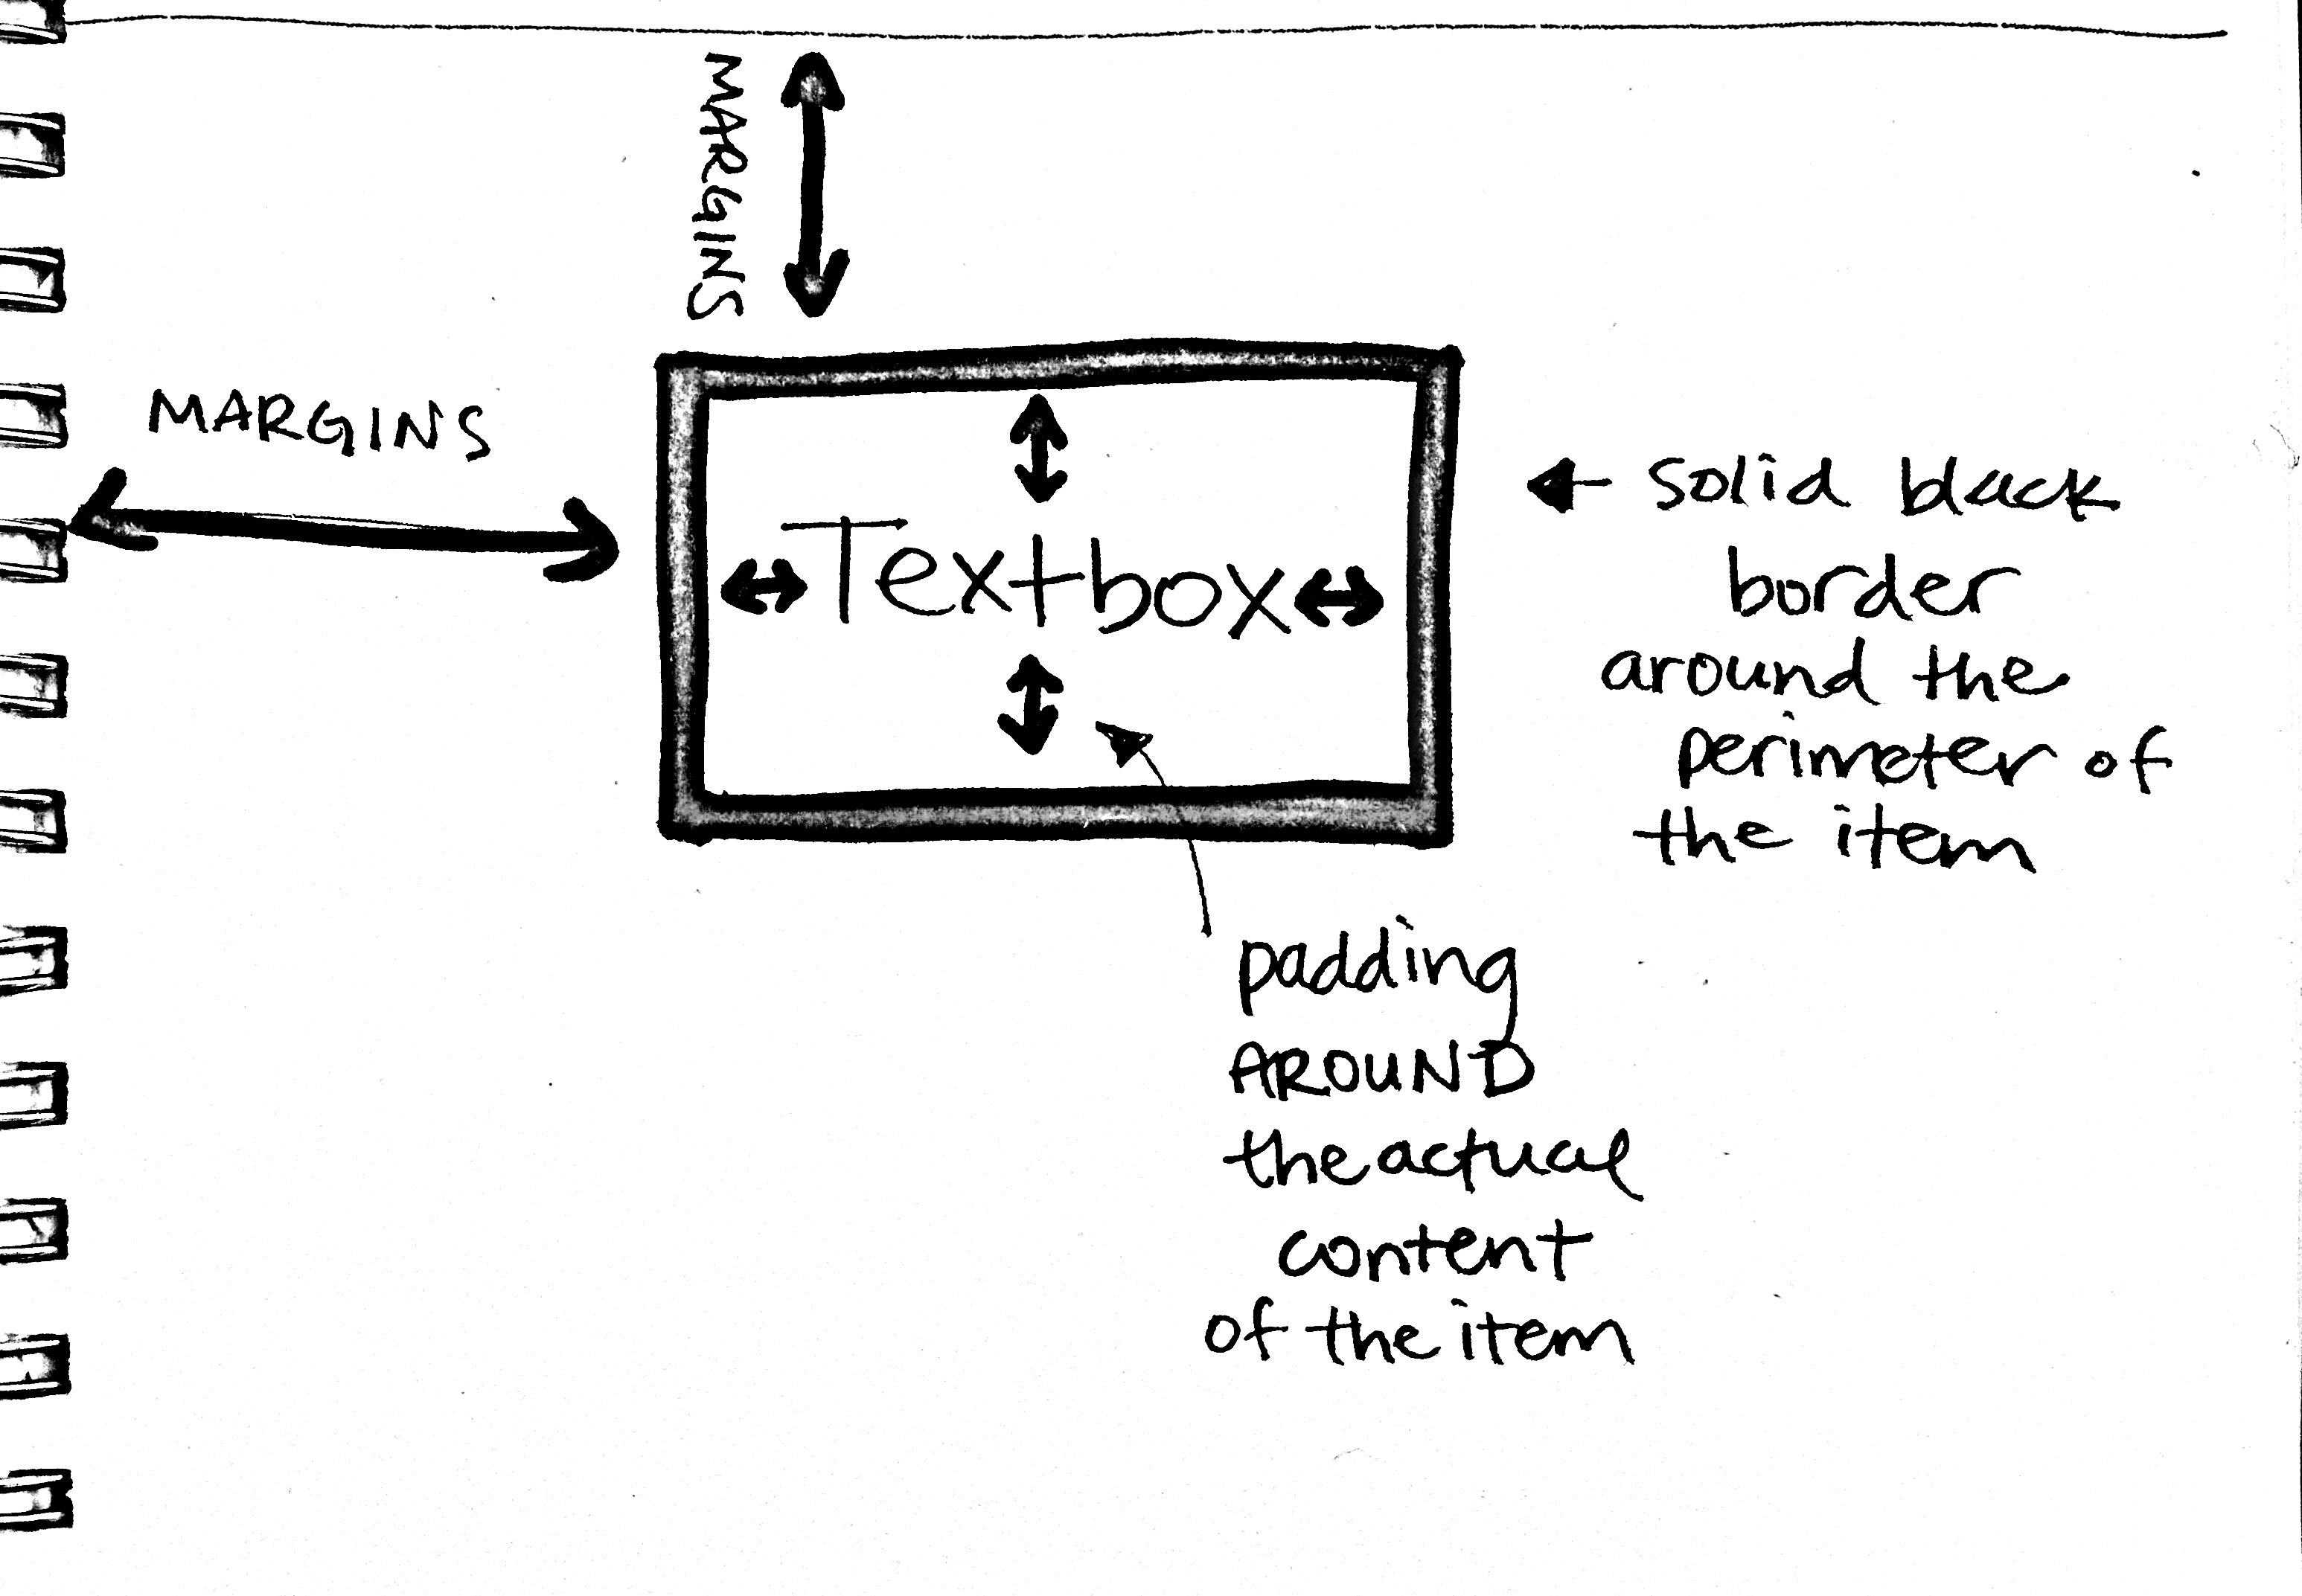 MARGINS
MARGINS
Textbox
solid black
border
around the
perimeter of
the item
padding
AROUND
the actual
content
of the item